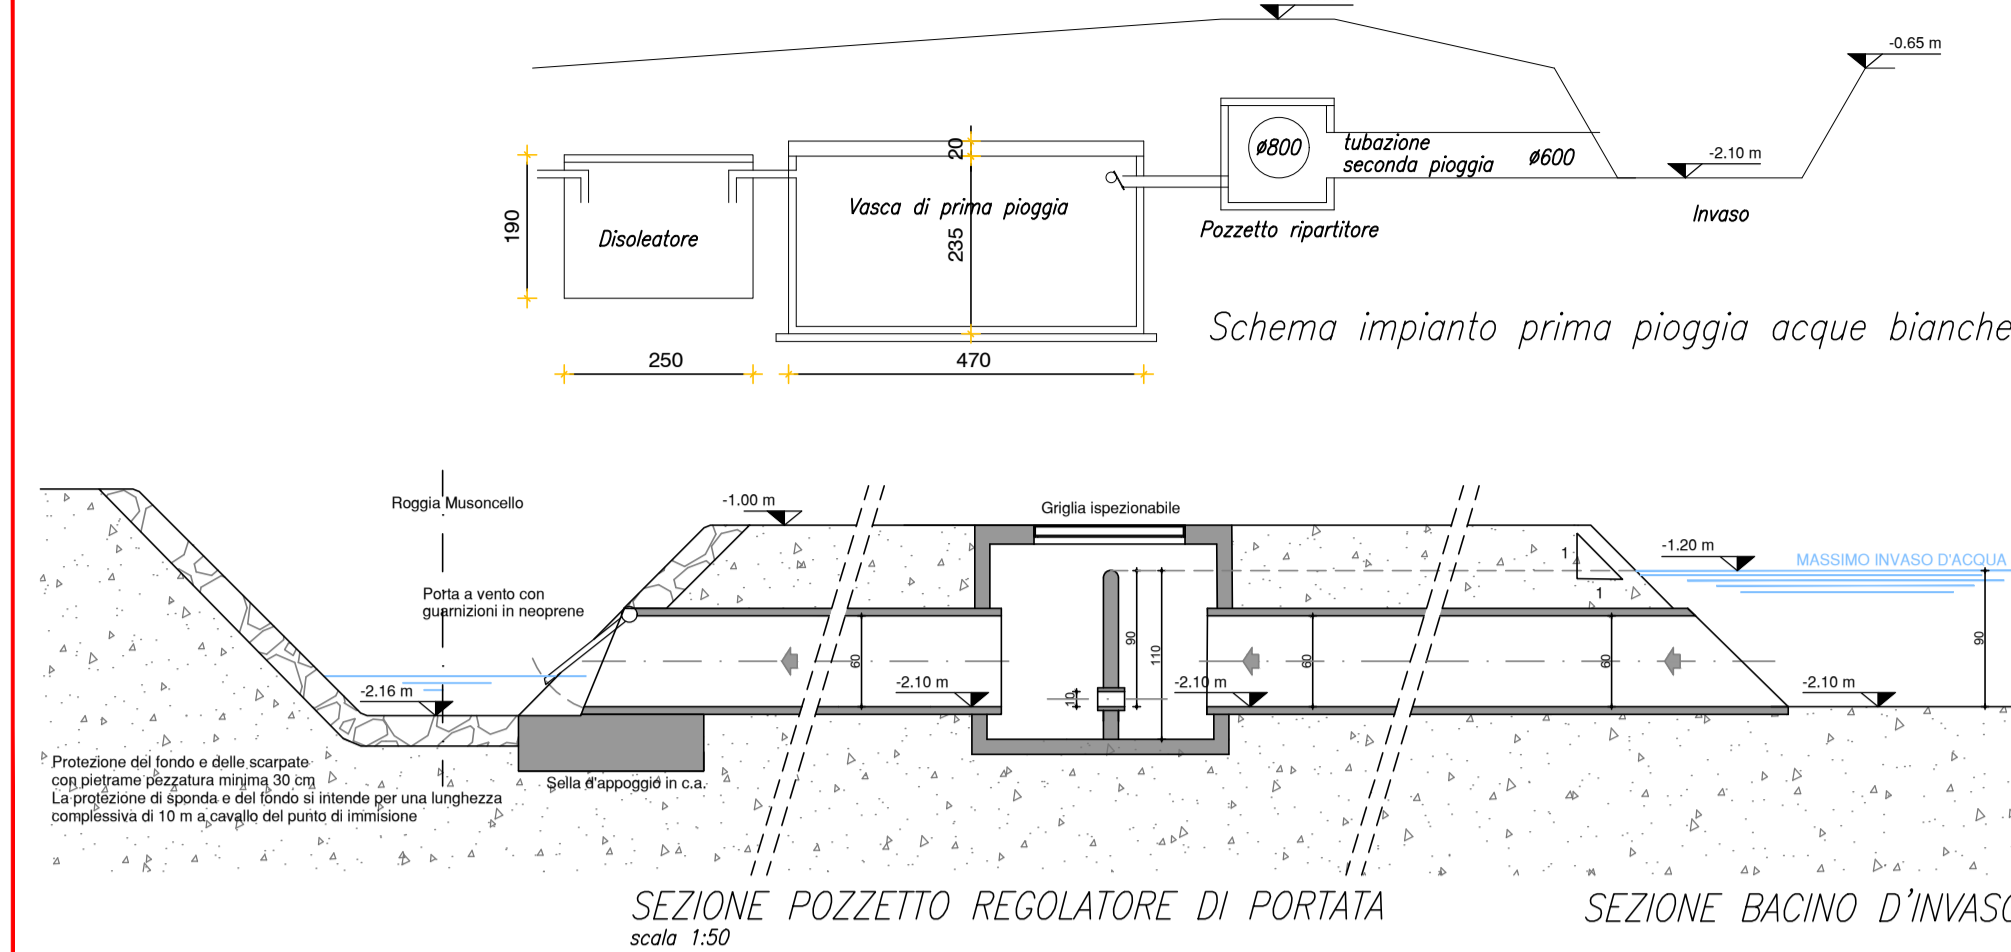 -0.65 m
20
ø800
tubazione
seconda pioggia
ø600
-2.10 m
190
Vasca di prima pioggia
Invaso
Disoleatore
235
Pozzetto ripartitore
Schema impianto prima pioggia acque bianche
250
470
Roggia Musoncello
-1.00 m
Griglia ispezionabile
1
1
-1.20 m
MASSIMO INVASO D'ACQUA
Porta a vento con
guarnizioni in neoprene
90
110
90
60
60
60
-2.16 m
-2.10 m
10
-2.10 m
-2.10 m
Protezione del fondo e delle scarpate
con pietrame pezzatura minima 30 cm
La protezione di sponda e del fondo si intende per una lunghezza
complessiva di 10 m a cavallo del punto di immisione
Sella d'appoggio in c.a.
SEZIONE POZZETTO REGOLATORE DI PORTATA
scala 1:50
SEZIONE BACINO D'INVASO